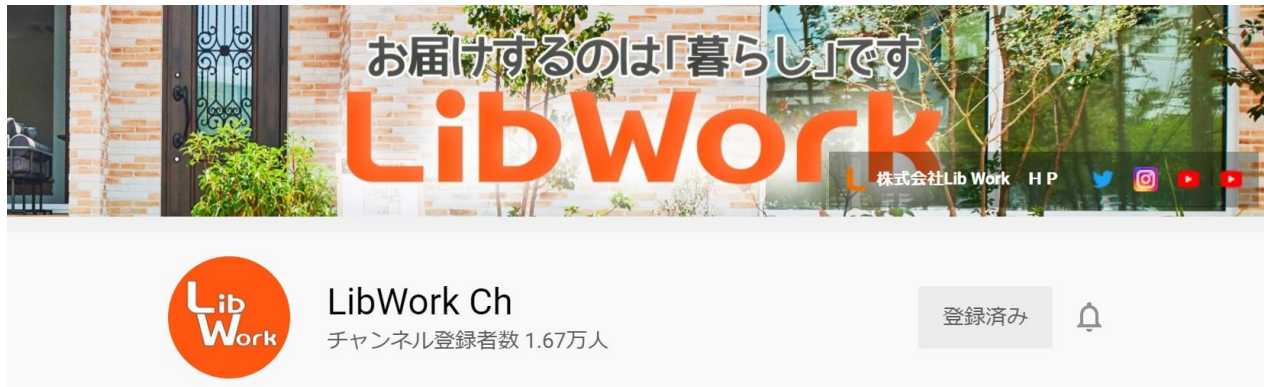 お届けするのは「暮らし」です
LibWork
株式会社Lib Work HP
Lib
Work
LibWork Ch
チャンネル登録者数 1.67万人
登録済み